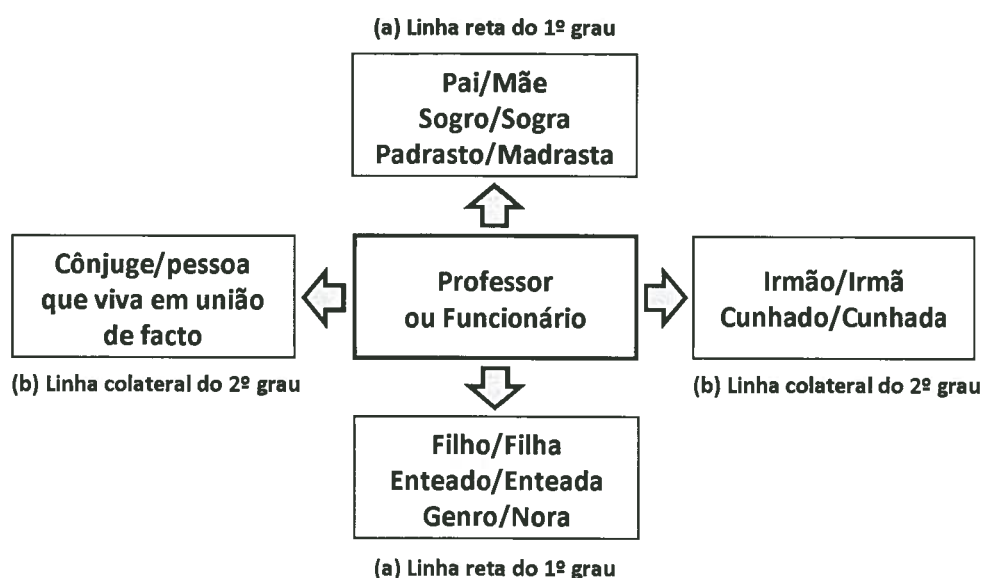 (a) Linha reta do 1º grau
Pai/Mãe
Sogro/Sogra
Padrasto/Madrasta
Cônjuge/pessoa
que viva em união
de facto
(b) Linha colateral do 2º grau
Professor
ou Funcionário
Irmão/Irmã
Cunhado/Cunhada
(b) Linha colateral do 2º grau
Filho/Filha
Enteado/Enteada
Genro/Nora
(a) Linha reta do 1º grau